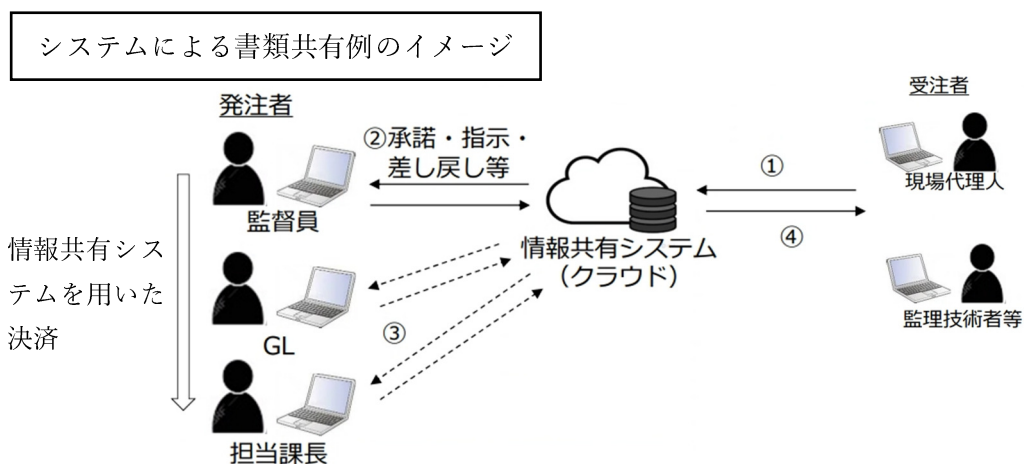 システムによる書類共有例のイメージ
発注者
受注者
②承諾・指示・
差し戻し等
①
現場代理人
監督員
④
情報共有シス
テムを用いた
決済
情報共有システム
（クラウド）
GL
③
監理技術者等
担当課長